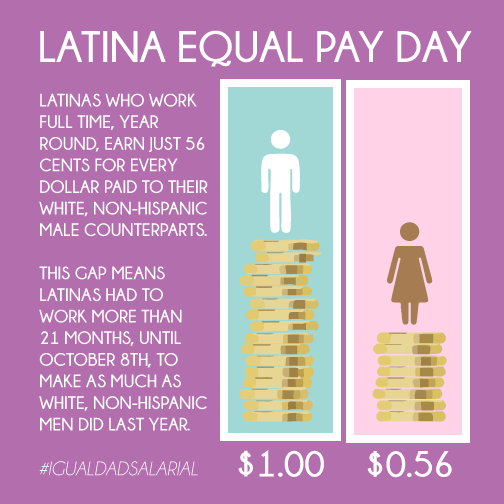 LATINA EQUAL PAY DAY
LATINAS WHO WORK
FULL TIME, YEAR
ROUND, EARN JUST 56
CENTS FOR EVERY
DOLLAR PAID TO THEIR
WHITE, NON-HISPANIC
MALE COUNTERPARTS.
THIS GAP MEANS
LATINAS HAD TO
WORK MORE THAN
21 MONTHS, UNTIL
OCTOBER 8TH, TO
MAKE AS MUCH AS
WHITE, NON-HISPANIC
MEN DID LAST YEAR.
#IGUALDADSALARIAL
$1.00
$0.56